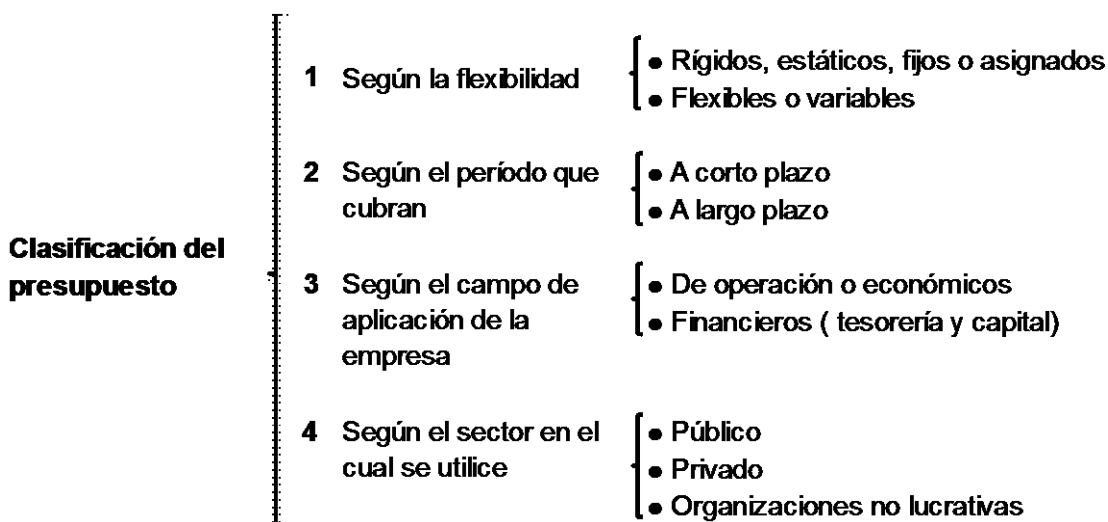 Clasificación del
presupuesto
1 Según la flexibilidad
● Rígidos, estáticos, fijos o asignados
● Flexibles o variables
2 Según el período que
cubran
● A corto plazo
● A largo plazo
3 Según el campo de
aplicación de la
empresa
● De operación o económicos
● Financieros ( tesorería y capital)
4 Según el sector en el
cual se utilice
● Público
● Privado
● Organizaciones no lucrativas